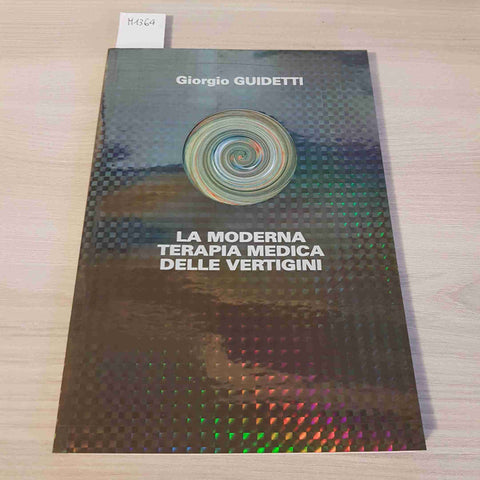 M1364
Giorgio GUIDETTI
LA MODERNA
TERAPIA MEDICA
DELLE VERTIGINI